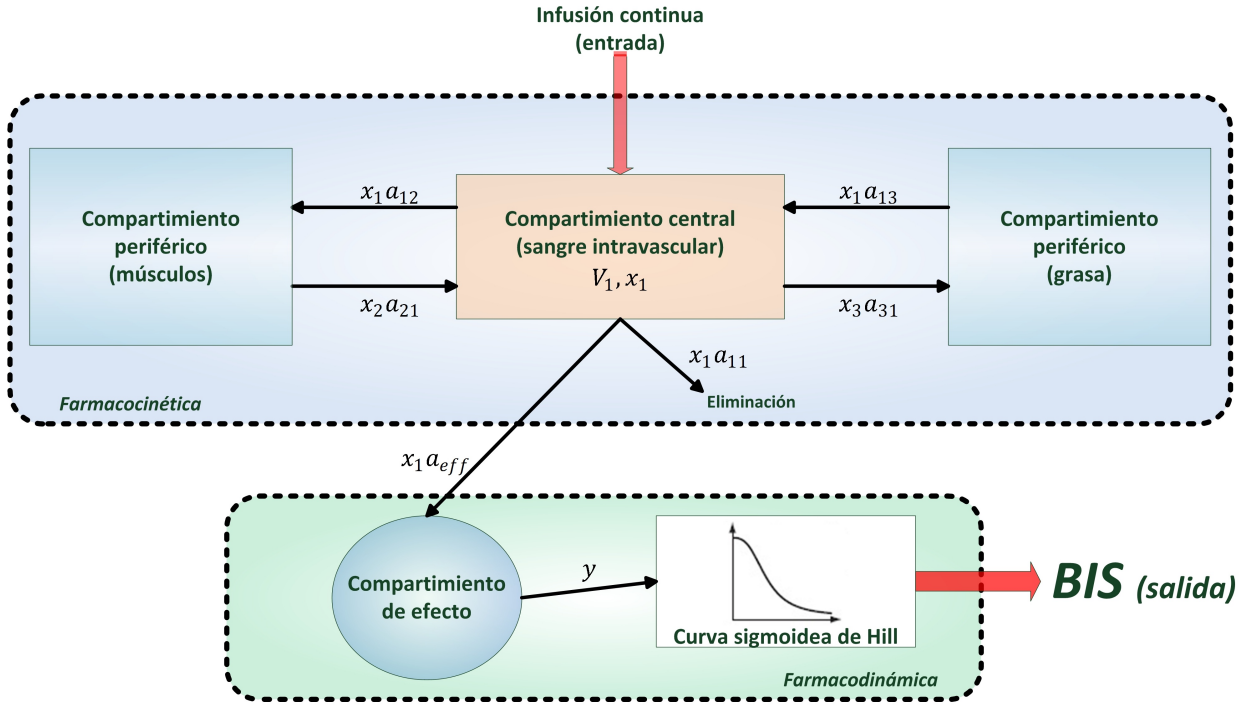 Infusión continua
(entrada)
Compartimiento
periférico
(músculos)
x₁a₁₂
x₂a₂₁
Compartimiento central
(sangre intravascular)
V₁, x₁
x₁a₁₃
x₃a₃₁
Compartimiento
periférico
(grasa)
x₁a₁₁
Eliminación
Farmacocinética
x₁a_eff
Compartimiento
de efecto
y
Curva sigmoidea de Hill
BIS (salida)
Farmacodinámica